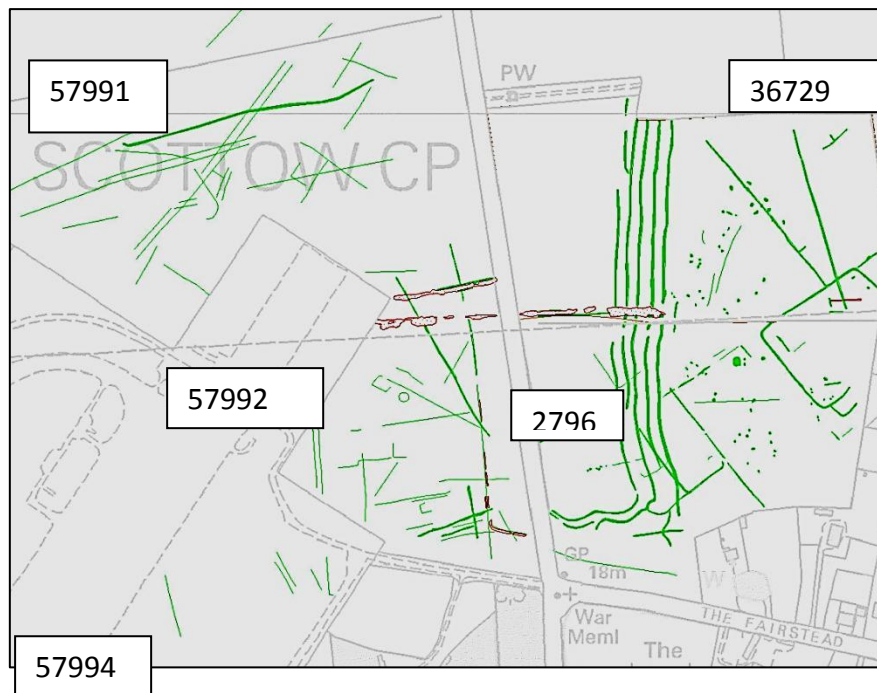 PW
57991
36729
SCOTTOW CP
57992
2796
GP
18m
W
War
Meml
THE FAIRSTEAD
The
57994